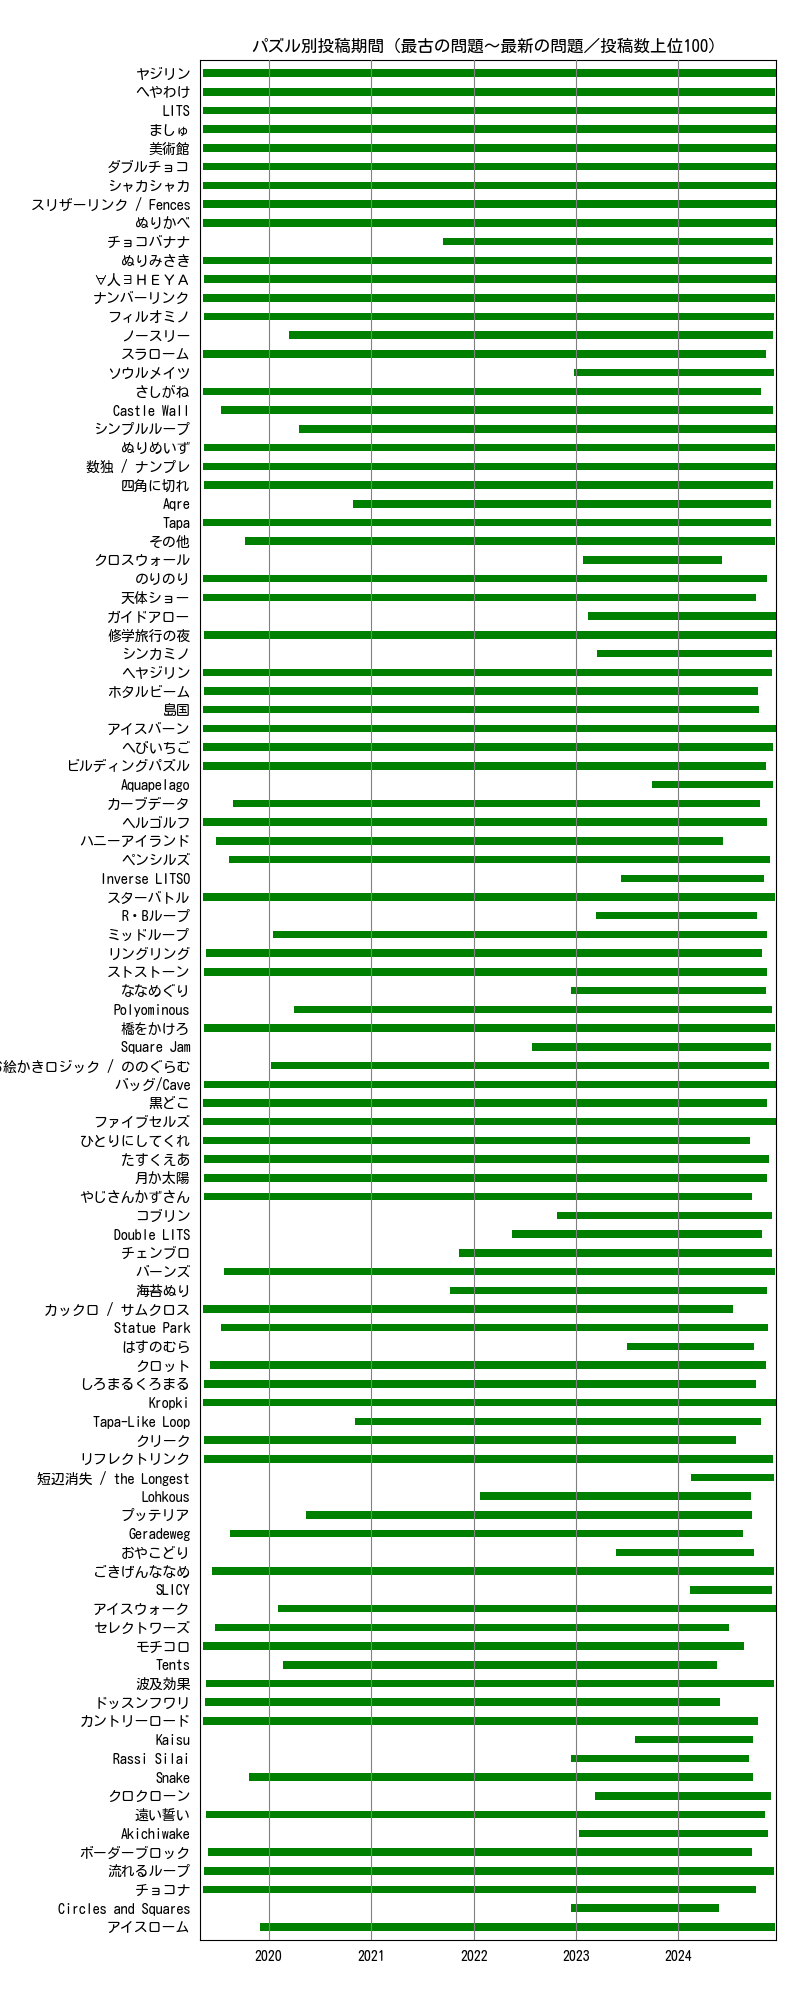 パズル別投稿期間（最古の問題～最新の問題／投稿数上位100）
ヤジリン
へやわけ
LITS
ましゅ
美術館
ダブルチョコ
シャカシャカ
スリザーリンク / Fences
ぬりかべ
チョコバナナ
ぬりみさき
∀人∃ＨＥＹＡ
ナンバーリンク
フィルオミノ
ノースリー
スラローム
ソウルメイツ
さしがね
Castle Wall
シンプルループ
ぬりめいず
数独 / ナンプレ
四角に切れ
Aqre
Tapa
その他
クロスウォール
のりのり
天体ショー
ガイドアロー
修学旅行の夜
シンカミノ
ヘヤジリン
ホタルビーム
島国
アイスバーン
へびいちご
ビルディングパズル
Aquapelago
カーブデータ
ヘルゴルフ
ハニーアイランド
ペンシルズ
Inverse LITSO
スターバトル
R・Bループ
ミッドループ
リングリング
ストストーン
ななめぐり
Polyominous
橋をかけろ
Square Jam
絵かきロジック / ののぐらむ
バッグ/Cave
黒どこ
ファイブセルズ
ひとりにしてくれ
たすくえあ
月か太陽
やじさんかずさん
コブリン
Double LITS
チェンブロ
バーンズ
海苔ぬり
カックロ / サムクロス
Statue Park
はすのむら
クロット
しろまるくろまる
Kropki
Tapa-Like Loop
クリーク
リフレクトリンク
短辺消失 / the Longest
Lohkous
プッテリア
Geradeweg
おやこどり
ごきげんななめ
SLICY
アイスウォーク
セレクトワーズ
モチコロ
Tents
波及効果
ドッスンフワリ
カントリーロード
Kaisu
Rassi Silai
Snake
クロクローン
遠い誓い
Akichiwake
ボーダーブロック
流れるループ
チョコナ
Circles and Squares
アイスローム
2020 2021 2022 2023 2024